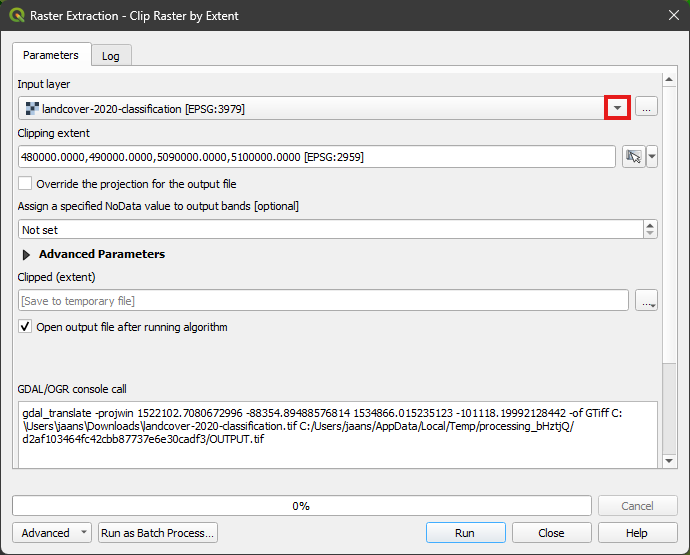 Raster Extraction - Clip Raster by Extent
Parameters
Log
Input layer
landcover-2020-classification [EPSG:3979]
...
Clipping extent
480000.0000,490000.0000,5090000.0000,5100000.0000 [EPSG:2959]
Override the projection for the output file
Assign a specified NoData value to output bands [optional]
Not set
Advanced Parameters
Clipped (extent)
[Save to temporary file]
...
Open output file after running algorithm
GDAL/OGR console call
gdal_translate -projwin 1522102.7080672996 -88354.89488576814 1534866.015235123 -101118.19992128442 -of GTiff C:
\Users\jaans\Downloads\landcover-2020-classification.tif C:/Users/jaans/AppData/Local/Temp/processing_bHztjQ/
d2af103464fc42cbb87737e6e30cadf3/OUTPUT.tif
0%
Cancel
Advanced
Run as Batch Process...
Run
Close
Help